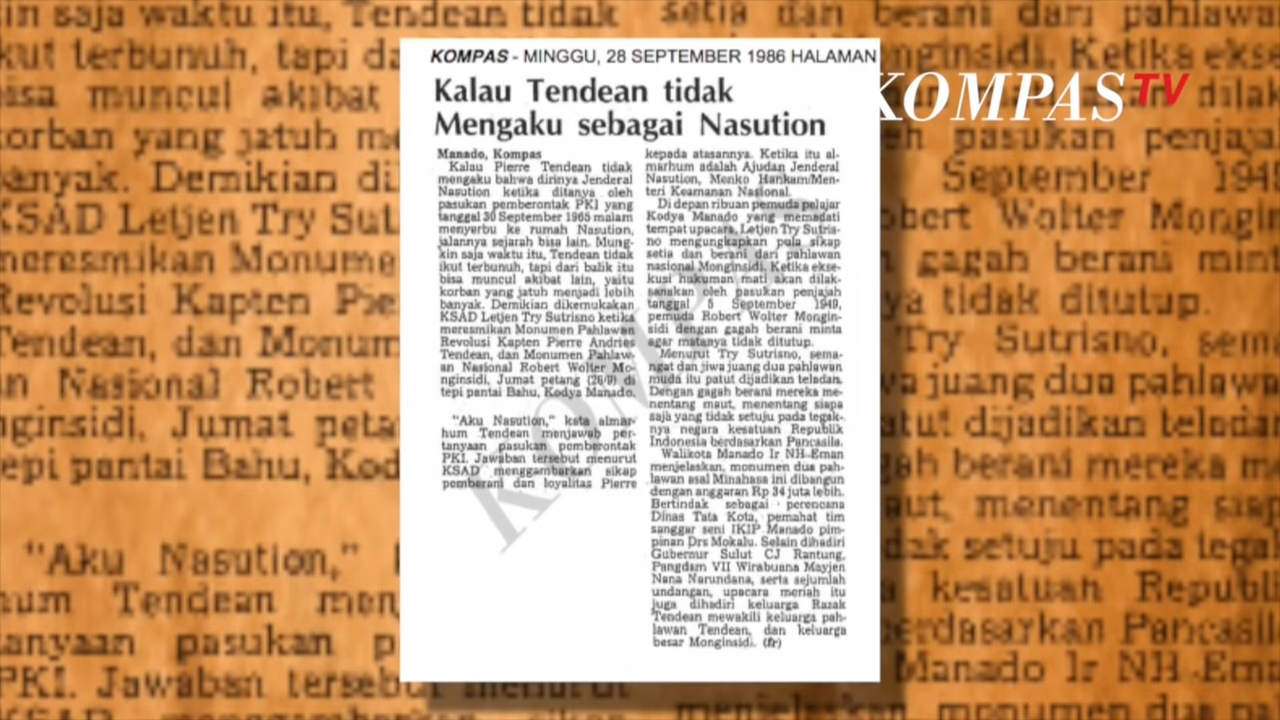 KOMPAS - MINGGU, 28 SEPTEMBER 1986 HALAMAN
KOMPASTV
Kalau Tendean tidak
Mengaku sebagai Nasution
Manado, Kompas
Kalau Pierre Tendean tidak
mengaku bahwa dirinya Jenderal
Nasution ketika ditanya oleh
pasukan pemberontak PKI yang
tanggal 30 September 1965 malam
menyerbu ke rumah Nasution,
jalannya sejarah bisa lain. Mung-
kin saja waktu itu, Tendean tidak
ikut terbunuh, tapi dari balik itu
bisa muncul akibat lain, yaitu
korban yang jatuh menjadi lebih
banyak. Demikian dikemukakan
KSAD Letjen Try Sutrisno ketika
meresmikan Monumen Pahlawan
Revolusi Kapten Pierre Andries
Tendean, dan Monumen Pahlaw-
an Nasional Robert Wolter Mo-
nginsidi, Jumat petang (26/9) di
tepi pantai Bahu, Kodya Manado.
"Aku Nasution," kata almar-
hum Tendean menjawab per-
tanyaan pasukan pemberontak
PKI. Jawaban tersebut menurut
KSAD menggambarkan sikap
pemberani dan loyalitas Pierre
kepada atasannya. Ketika itu al-
marhum adalah Ajudan Jenderal
Nasution, Menko Hankam/Men-
teri Keamanan Nasional.
Di depan ribuan pemuda pelajar
Kodya Manado yang memadati
tempat upacara, Letjen Try Sutris-
no mengungkapkan pula sikap
setia dan berani dari pahlawan
nasional Monginsidi. Ketika ekse-
kusi hukuman mati akan dilak-
sanakan oleh pasukan penjajah
tanggal 5 September 1949,
pemuda Robert Wolter Mongin-
sidi dengan gagah berani minta
agar matanya tidak ditutup.
Menurut Try Sutrisno, sema-
ngat dan jiwa juang dua pahlawan
muda itu patut dijadikan teladan.
Dengan gagah berani mereka me-
nentang maut, menentang siapa
saja yang tidak setuju pada tegak-
nya negara kesatuan Republik
Indonesia berdasarkan Pancasila.
Walikota Manado Ir NH Eman
menjelaskan, monumen dua pah-
lawan asal Minahasa ini dibangun
dengan anggaran Rp 34 juta lebih.
Bertindak sebagai perencana
Dinas Tata Kota, pemahat tim
sanggar seni IKIP Manado pim-
pinan Drs Mokalu. Selain dihadiri
Gubernur Sulut CJ Rantung,
Pangdam VII Wirabuana Mayjen
Nana Narundana, serta sejumlah
undangan, upacara meriah itu
juga dihadiri keluarga Razak
Tendean mewakili keluarga pah-
lawan Tendean, dan keluarga
besar Monginsidi. (fr)
KOMPAS